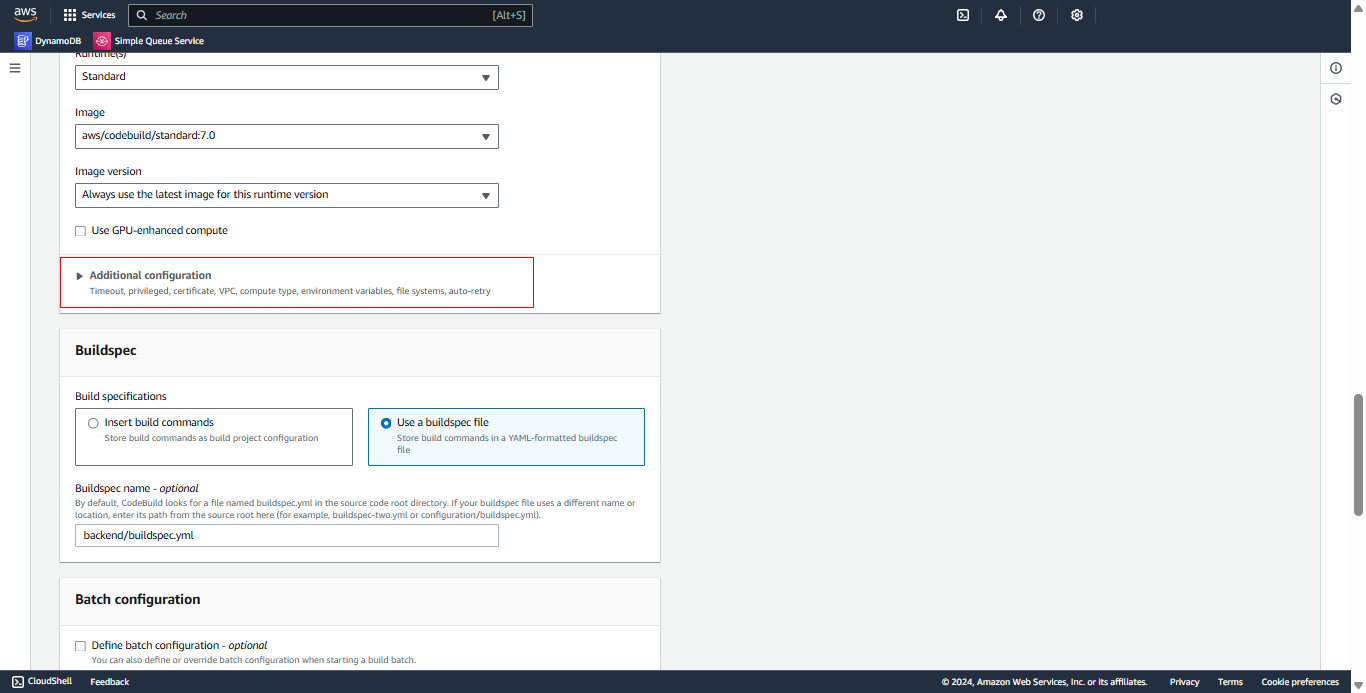 aws
Services
Search
[Alt+S]
DynamoDB
Simple Queue Service
Runtime(s)
Standard
Image
aws/codebuild/standard:7.0
Image version
Always use the latest image for this runtime version
Use GPU-enhanced compute
Additional configuration
Timeout, privileged, certificate, VPC, compute type, environment variables, file systems, auto-retry
Buildspec
Build specifications
Insert build commands
Store build commands as build project configuration
Use a buildspec file
Store build commands in a YAML-formatted buildspec
file
Buildspec name - optional
By default, CodeBuild looks for a file named buildspec.yml in the source code root directory. If your buildspec file uses a different name or
location, enter its path from the source root here (for example, buildspec-two.yml or configuration/buildspec.yml).
backend/buildspec.yml
Batch configuration
Define batch configuration - optional
You can also define or override batch configuration when starting a build batch.
CloudShell
Feedback
© 2024, Amazon Web Services, Inc. or its affiliates.
Privacy
Terms
Cookie preferences